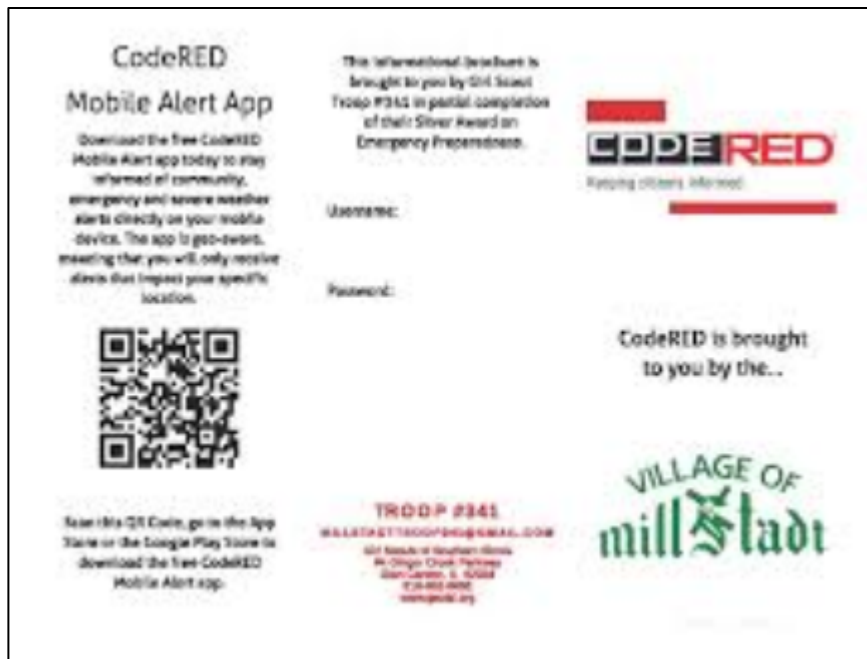 CodeRED
Mobile Alert App
Download the free CodeRED
Mobile Alert app today to stay
informed of community,
emergency and severe weather
alerts directly on your mobile
device. The app is geo-aware,
meaning that you will only receive
alerts that impact your specific
location.
Scan this QR Code, go to the App
Store or the Google Play Store to
download the free CodeRED
Mobile Alert app.
This informational brochure is
brought to you by Girl Scout
Troop #341 in partial completion
of their Silver Award on
Emergency Preparedness.
Username:
Password:
TROOP #341
Girl Scouts of Southern Illinois
CODERED
Keeping citizens informed
CodeRED is brought
to you by the...
VILLAGE OF
millstadt